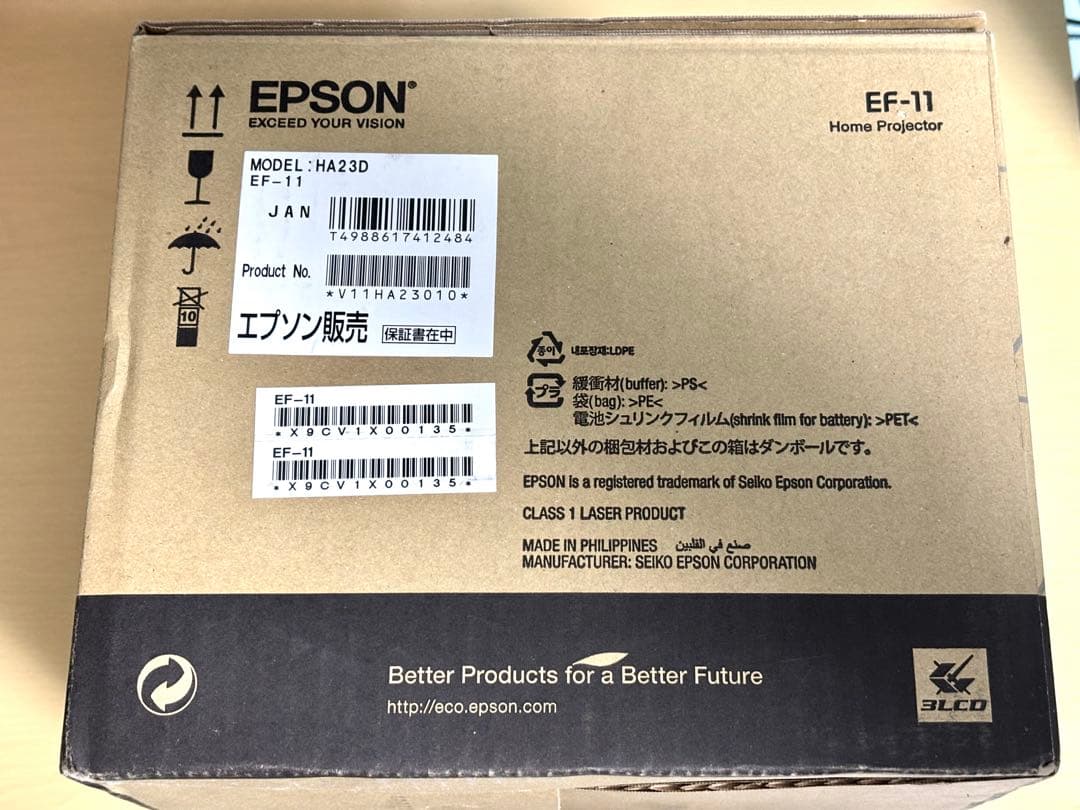 EPSON®
EXCEED YOUR VISION
EF-11
Home Projector
MODEL:HA23D
EF-11
JAN
T4988617412484
Product No.
*V11HA23010*
エプソン販売 保証書在中
10
EF-11
*X9CV1X00135*
EF-11
*X9CV1X00135*
종이 내포장재:LDPE
プラ
緩衝材(buffer): >PS<
袋(bag): >PE<
電池シュリンクフィルム(shrink film for battery): >PET<
上記以外の梱包材およびこの箱はダンボールです。
EPSON is a registered trademark of Seiko Epson Corporation.
CLASS 1 LASER PRODUCT
MADE IN PHILIPPINES صنع في الفلبين
MANUFACTURER: SEIKO EPSON CORPORATION
Better Products for a Better Future
http://eco.epson.com
3LCD